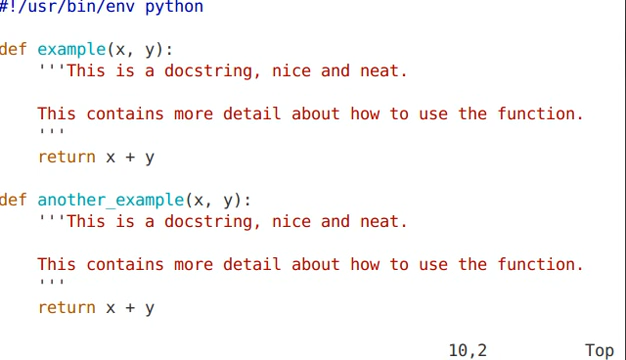 #!/usr/bin/env python
def example(x, y):
'''This is a docstring, nice and neat.
This contains more detail about how to use the function.
'''
return x + y
def another_example(x, y):
'''This is a docstring, nice and neat.
This contains more detail about how to use the function.
'''
return x + y
10,2 Top